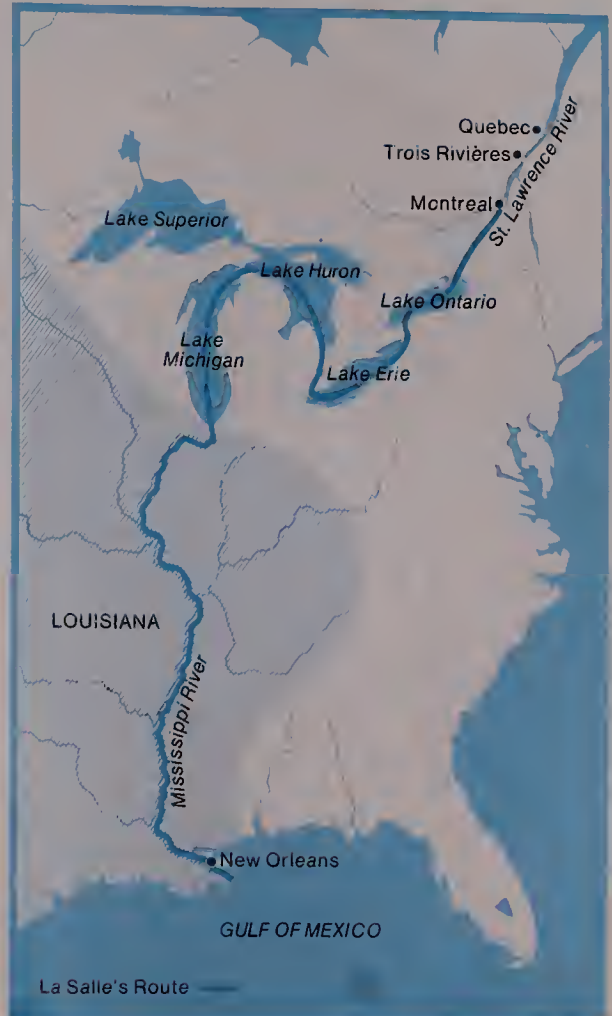 Quebec
Trois Rivières
Montreal
St. Lawrence River
Lake Superior
Lake Huron
Lake Ontario
Lake
Michigan
Lake Erie
LOUISIANA
Mississippi River
New Orleans
GULF OF MEXICO
La Salle's Route